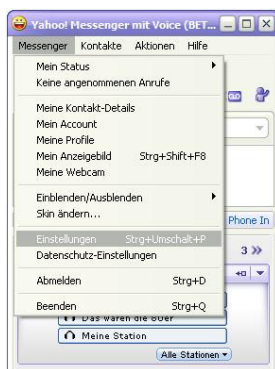 Yahoo! Messenger mit Voice (BET...
Messenger Kontakte Aktionen Hilfe
Mein Status
Keine angenommenen Anrufe
Meine Kontakt-Details
Mein Account
Meine Profile
Mein Anzeigebild Strg+Shift+F8
Meine Webcam
Einblenden/Ausblenden
Skin ändern...
Phone In
Einstellungen Strg+Umschalt+P
Datenschutz-Einstellungen
3
Abmelden Strg+D
Beenden Strg+Q
Das waren die 80er
Meine Station
Alle Stationen